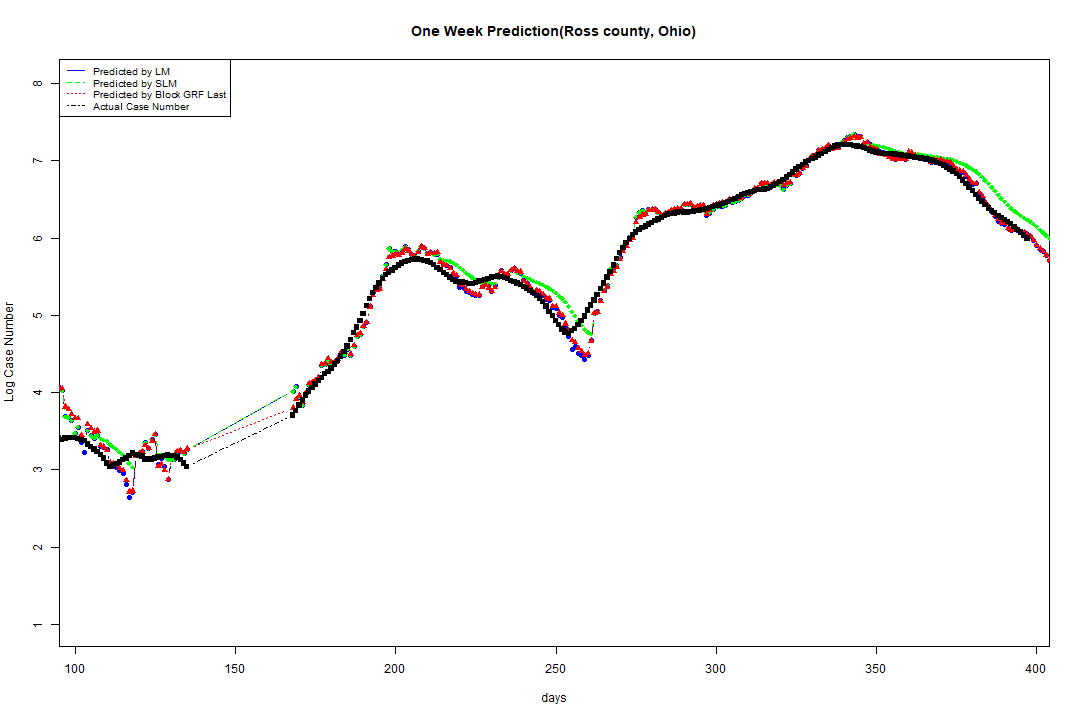 One Week Prediction(Ross county, Ohio)
Predicted by LM
Predicted by SLM
Predicted by Block GRF Last
Actual Case Number
8
7
6
5
4
3
2
1
Log Case Number
100 150 200 250 300 350 400
days